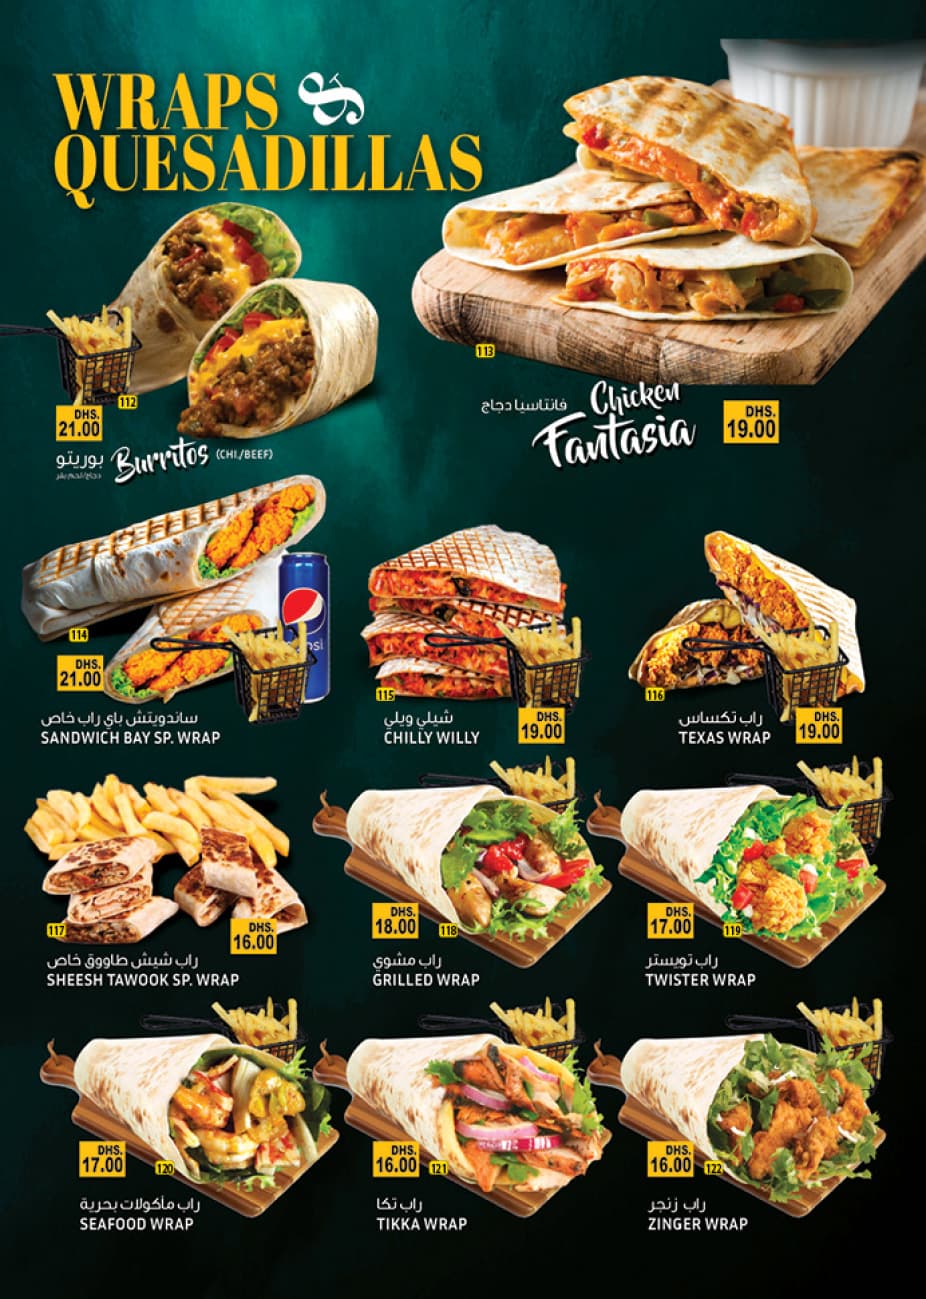 WRAPS &
QUESADILLAS
112
DHS.
21.00
بوريتو
دجاج/لحم بقر
Burritos (CHI./BEEF)
113
فانتاسيا دجاج
Chicken
Fantasia
DHS.
19.00
114
DHS.
21.00
pepsi
ساندويتش باي راب خاص
SANDWICH BAY SP. WRAP
115
شيلي ويلي
CHILLY WILLY
DHS.
19.00
116
راب تكساس
TEXAS WRAP
DHS.
19.00
117
DHS.
16.00
راب شيش طاووق خاص
SHEESH TAWOOK SP. WRAP
DHS.
18.00
118
راب مشوي
GRILLED WRAP
DHS.
17.00
119
راب تويستر
TWISTER WRAP
DHS.
17.00
120
راب مأكولات بحرية
SEAFOOD WRAP
DHS.
16.00
121
راب تكا
TIKKA WRAP
DHS.
16.00
122
راب زنجر
ZINGER WRAP